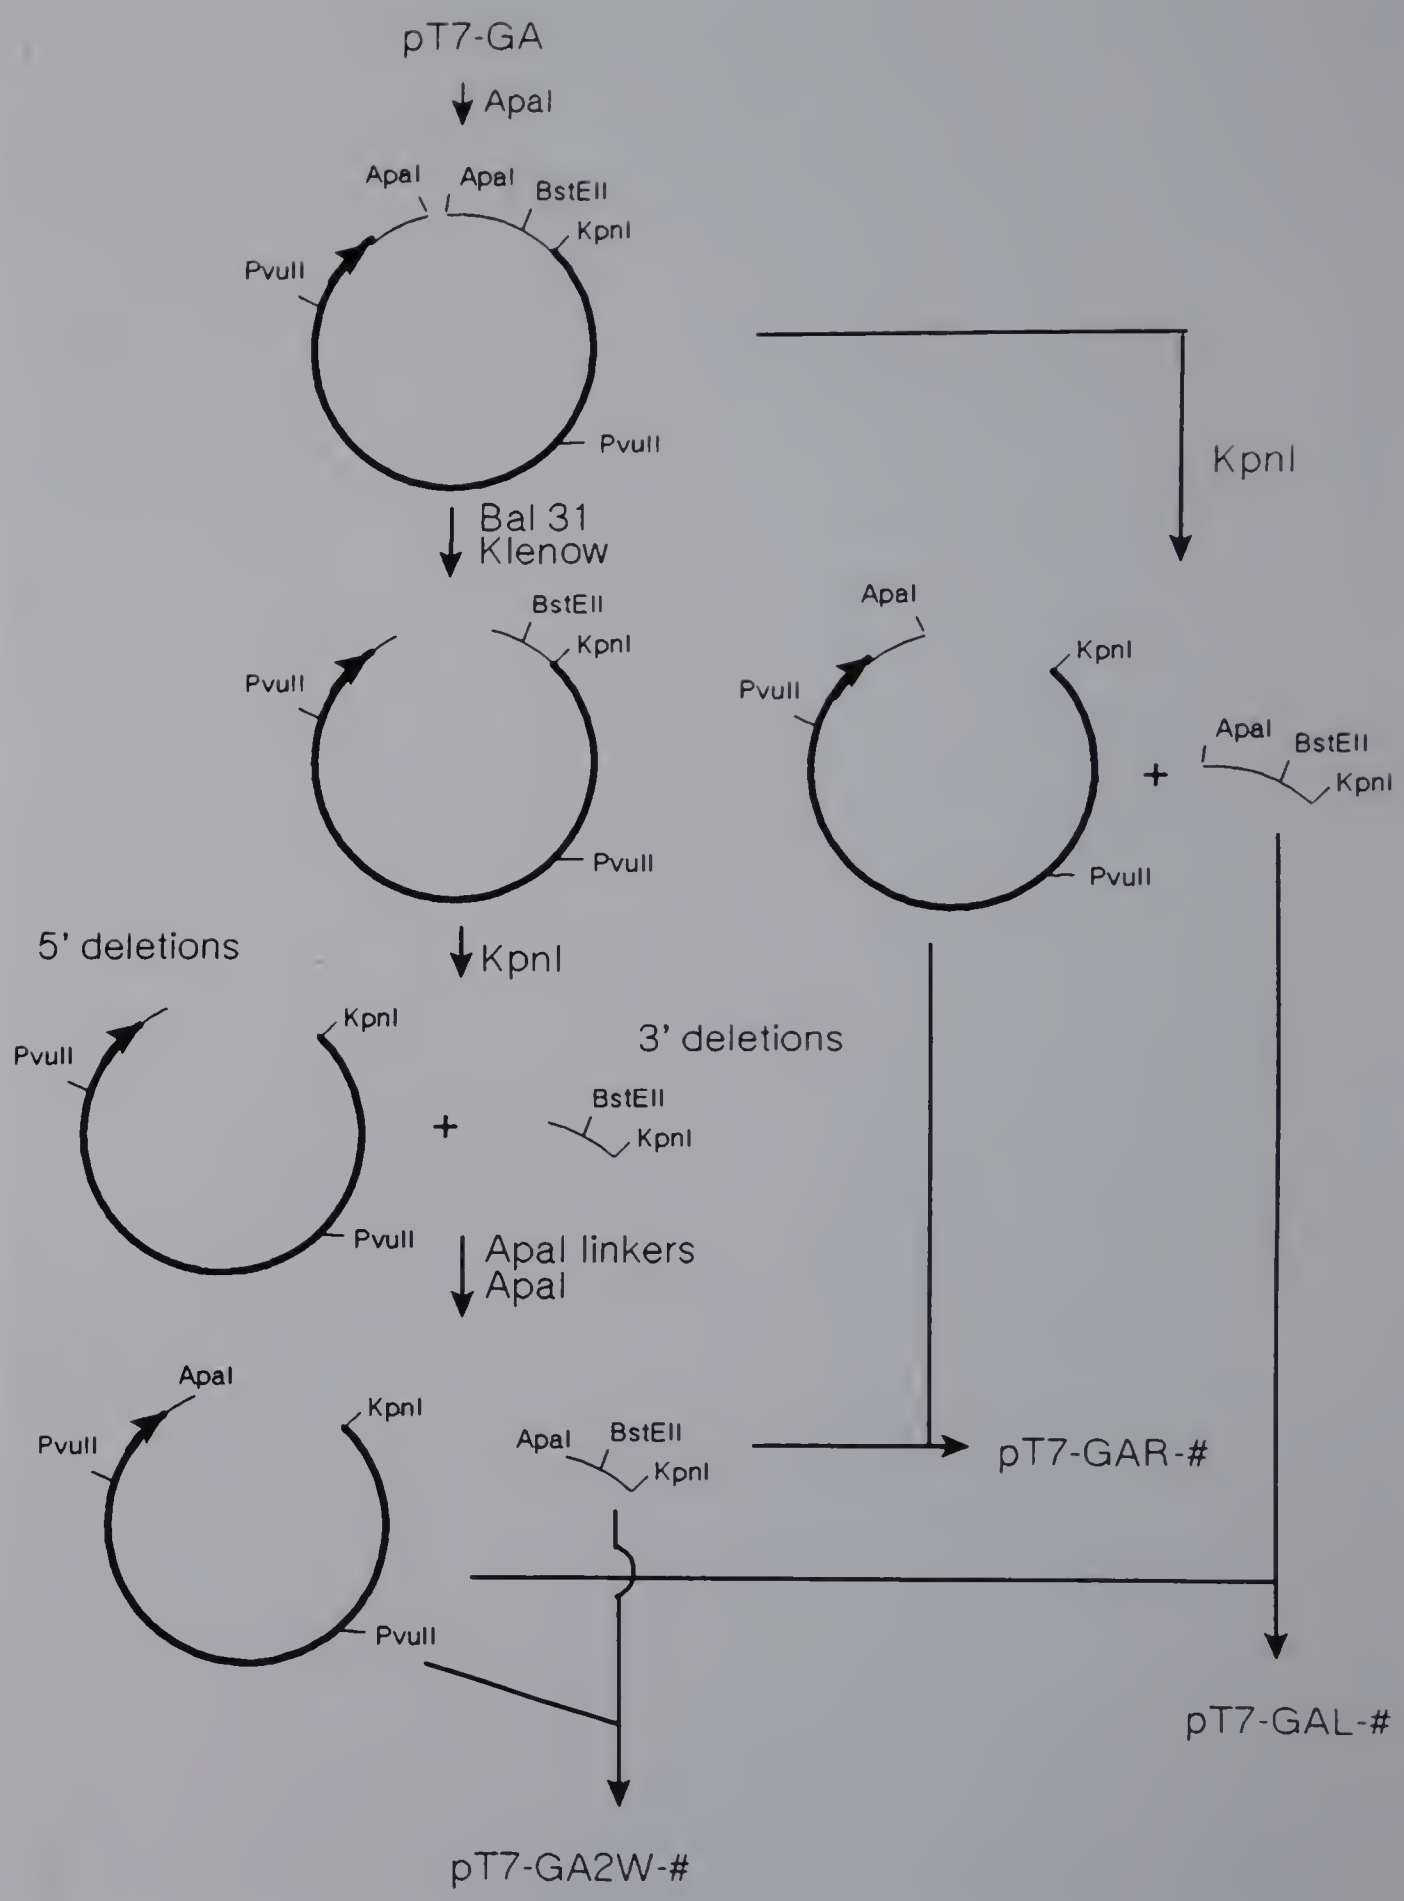 pT7-GA
ApaI
ApaI
ApaI
BstEII
KpnI
PvuII
PvuII
KpnI
Bal 31
Klenow
BstEII
KpnI
PvuII
PvuII
ApaI
KpnI
PvuII
PvuII
+
ApaI
BstEII
KpnI
KpnI
5' deletions
KpnI
PvuII
PvuII
+
3' deletions
BstEII
KpnI
ApaI linkers
ApaI
ApaI
KpnI
PvuII
PvuII
ApaI
BstEII
KpnI
pT7-GAR-#
pT7-GAL-#
pT7-GA2W-#